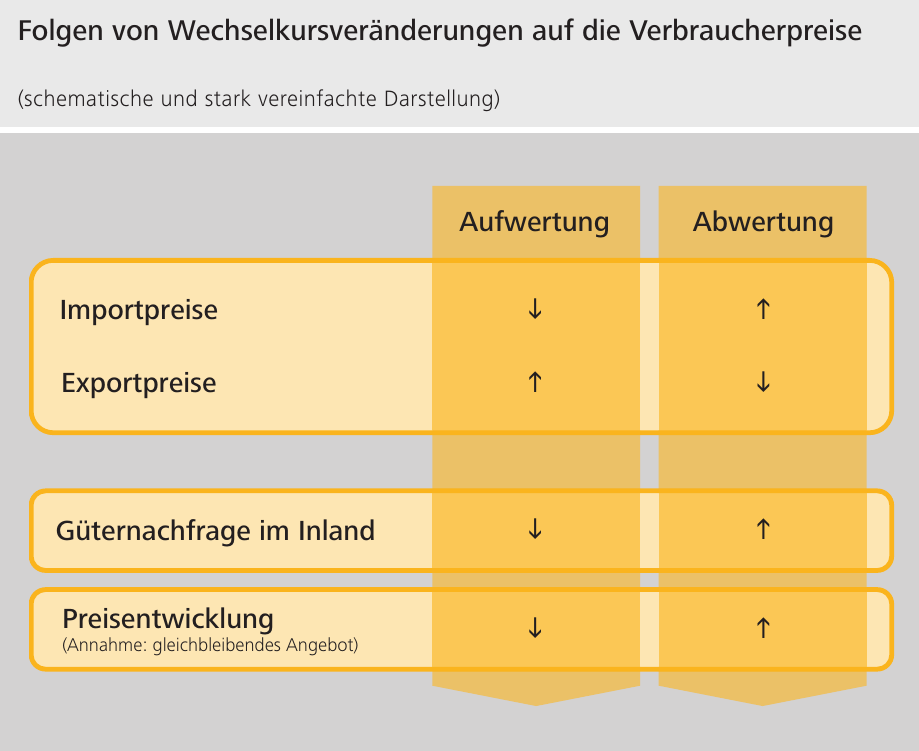 Folgen von Wechselkursveränderungen auf die Verbraucherpreise
(schematische und stark vereinfachte Darstellung)
Aufwertung Abwertung
Importpreise ↓ ↑
Exportpreise ↑ ↓
Güternachfrage im Inland ↓ ↑
Preisentwicklung ↓ ↑
(Annahme: gleichbleibendes Angebot)